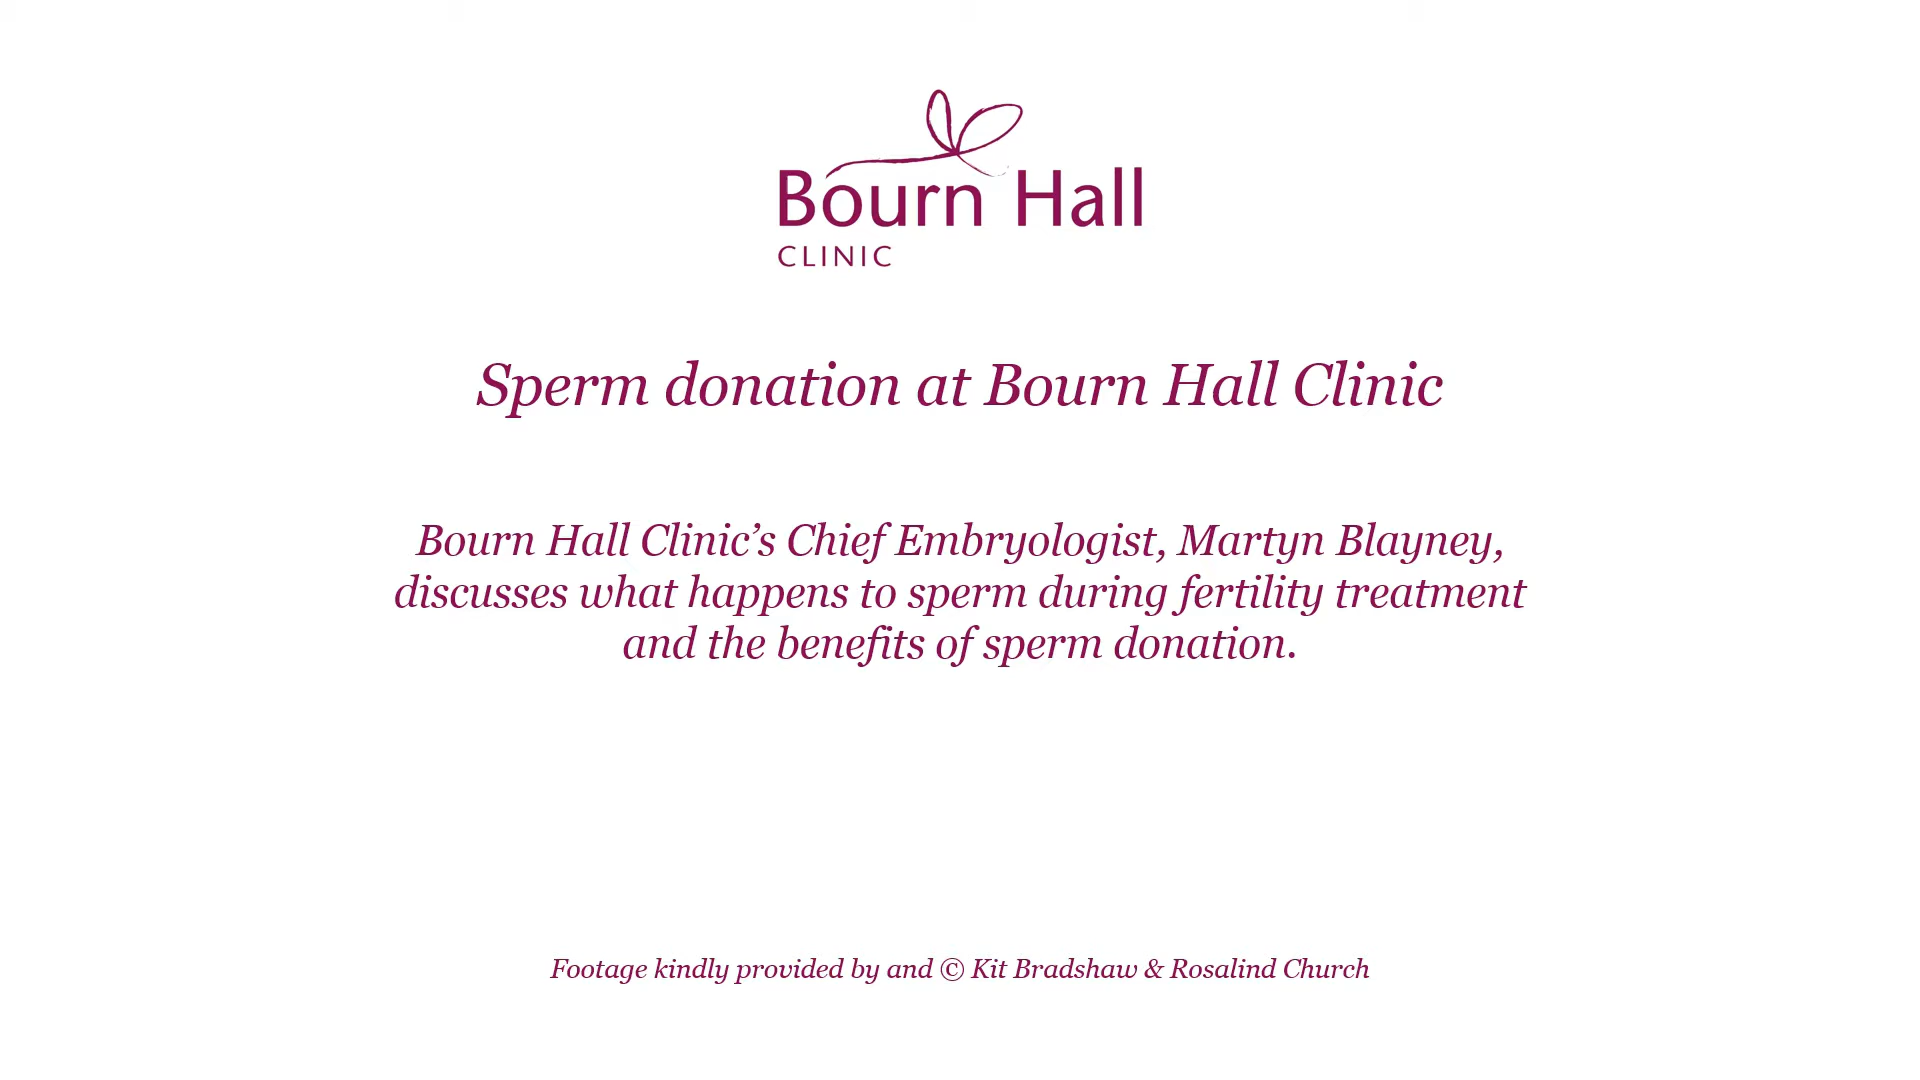 Bourn Hall
CLINIC
Sperm donation at Bourn Hall Clinic
Bourn Hall Clinic’s Chief Embryologist, Martyn Blayney,
discusses what happens to sperm during fertility treatment
and the benefits of sperm donation.
Footage kindly provided by and © Kit Bradshaw & Rosalind Church